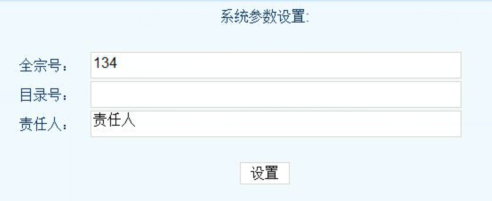 系统参数设置:
全宗号： 134
目录号：
责任人： 责任人
设置